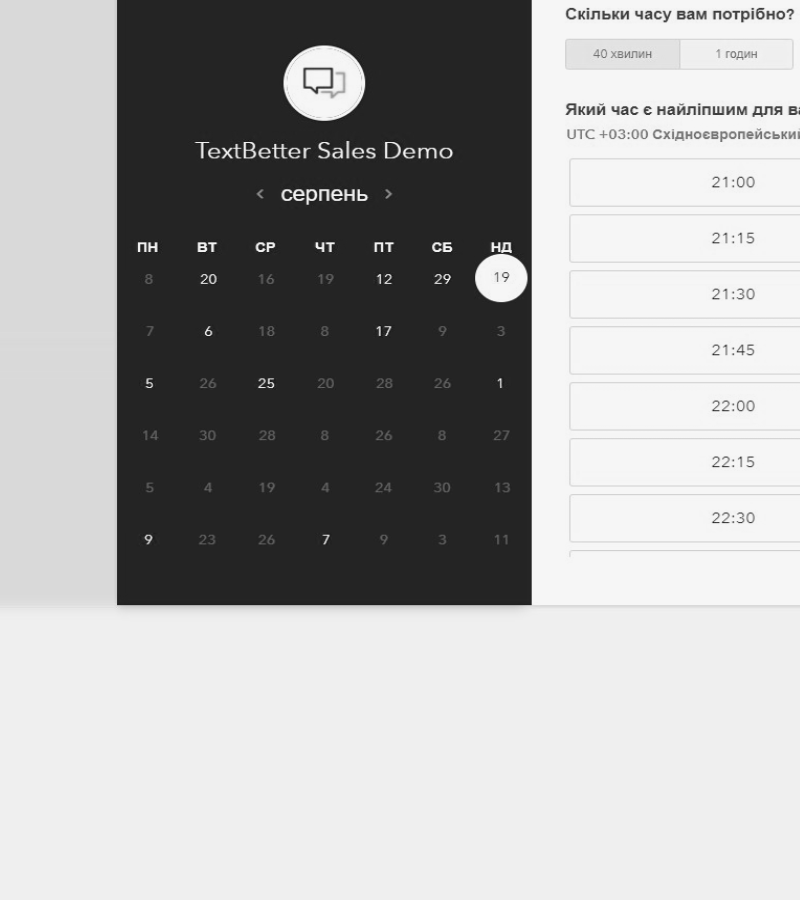 TextBetter Sales Demo
серпень
ПН ВТ СР ЧТ ПТ СБ НД
8 20 16 19 12 29 19
7 6 18 8 17 9 3
5 26 25 20 28 26 1
14 30 28 8 26 8 27
5 4 19 4 24 30 13
9 23 26 7 9 3 11
Скільки часу вам потрібно?
40 хвилин 1 годин
Який час є найліпшим для ва
UTC +03:00 Східноєвропейський
21:00
21:15
21:30
21:45
22:00
22:15
22:30